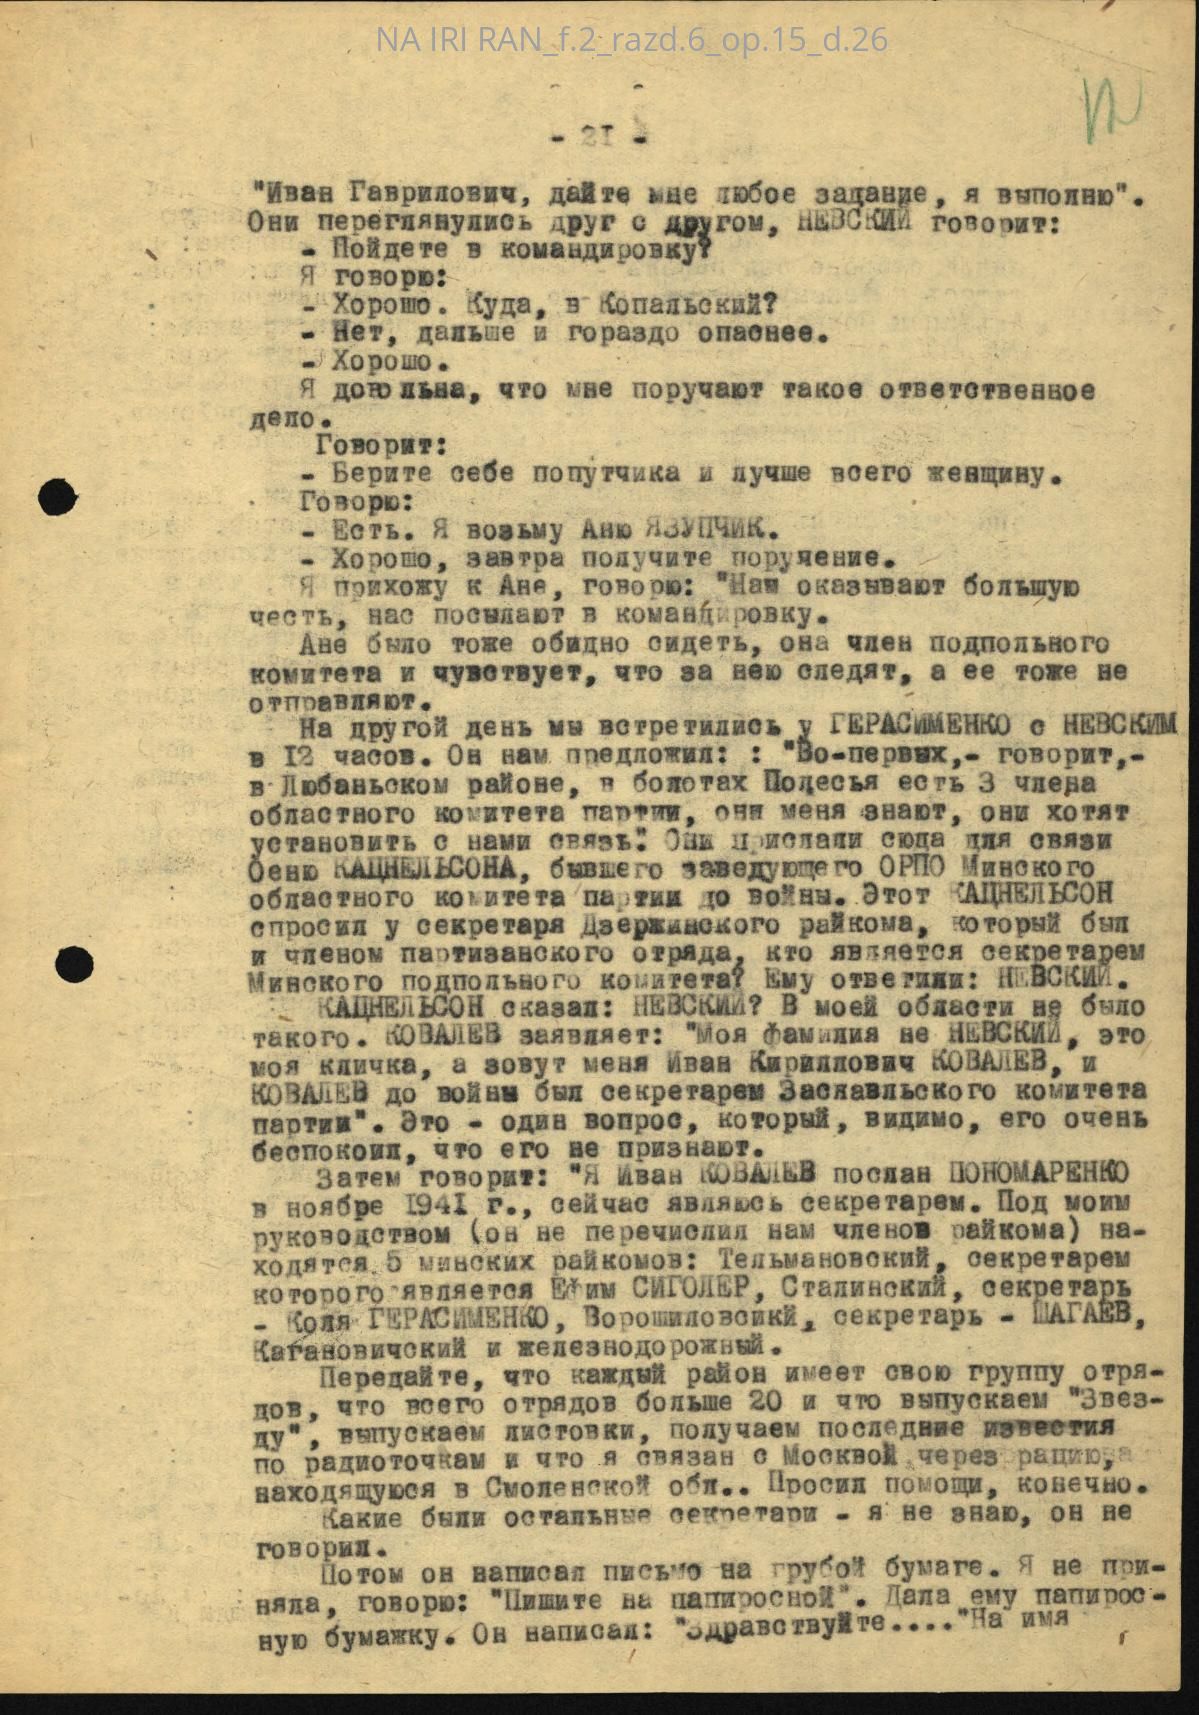 NA IRI RAN_f.2_razd.6_op.15_d.26
- 21 -
"Иван Гаврилович, дайте мне любое задание, я выполню".
Они переглянулись друг с другом, НЕВСКИЙ говорит:
- Пойдете в командировку?
Я говорю:
- Хорошо. Куда, в Копальский?
- Нет, дальше и гораздо опаснее.
- Хорошо.
Я довольна, что мне поручают такое ответственное
дело.
Говорит:
- Берите себе попутчика и лучше всего женщину.
Говорю:
- Есть. Я возьму Аню ЯЗУПЧИК.
- Хорошо, завтра получите поручение.
Я прихожу к Ане, говорю: "Нам оказывают большую
честь, нас посылают в командировку.
Ане было тоже обидно сидеть, она член подпольного
комитета и чувствует, что за нею следят, а ее тоже не
отправляют.
На другой день мы встретились у ГЕРАСИМЕНКО с НЕВСКИМ
в 12 часов. Он нам предложил: : "Во-первых,- говорит,-
в Любаньском районе, в болотах Полесья есть 3 члена
областного комитета партии, они меня знают, они хотят
установить с нами связь". Они прислали сюда для связи
Сеню КАЦНЕЛЬСОНА, бывшего заведующего ОРПО Минского
областного комитета партии до войны. Этот КАЦНЕЛЬСОН
спросил у секретаря Дзержинского райкома, который был
и членом партизанского отряда, кто является секретарем
Минского подпольного комитета? Ему ответили: НЕВСКИЙ.
КАЦНЕЛЬСОН сказал: НЕВСКИЙ? В моей области не было
такого. КОВАЛЕВ заявляет: "Моя фамилия не НЕВСКИЙ, это
моя кличка, а зовут меня Иван Кириллович КОВАЛЕВ, и
КОВАЛЕВ до войны был секретарем Заславльского комитета
партии". Это - один вопрос, который, видимо, его очень
беспокоил, что его не признают.
Затем говорит: "Я Иван КОВАЛЕВ послан ПОНОМАРЕНКО
в ноябре 1941 г., сейчас являюсь секретарем. Под моим
руководством (он не перечислил нам членов райкома) на-
ходятся 5 минских райкомов: Тельмановский, секретарем
которого является Ефим СИГОЛЕР, Сталинский, секретарь
- Коля ГЕРАСИМЕНКО, Ворошиловсикй, секретарь - ШАГАЕВ,
Кагановичский и железнодорожный.
Передайте, что каждый район имеет свою группу отря-
дов, что всего отрядов больше 20 и что выпускаем "Звез-
ду", выпускаем листовки, получаем последние известия
по радиоточкам и что я связан с Москвой через рацию,
находящуюся в Смоленской обл.. Просил помощи, конечно.
Какие были остальные секретари - я не знаю, он не
говорил.
Потом он написал письмо на грубой бумаге. Я не при-
няла, говорю: "Пишите на папиросной". Дала ему папирос-
ную бумажку. Он написал: "Здравствуйте...."На имя